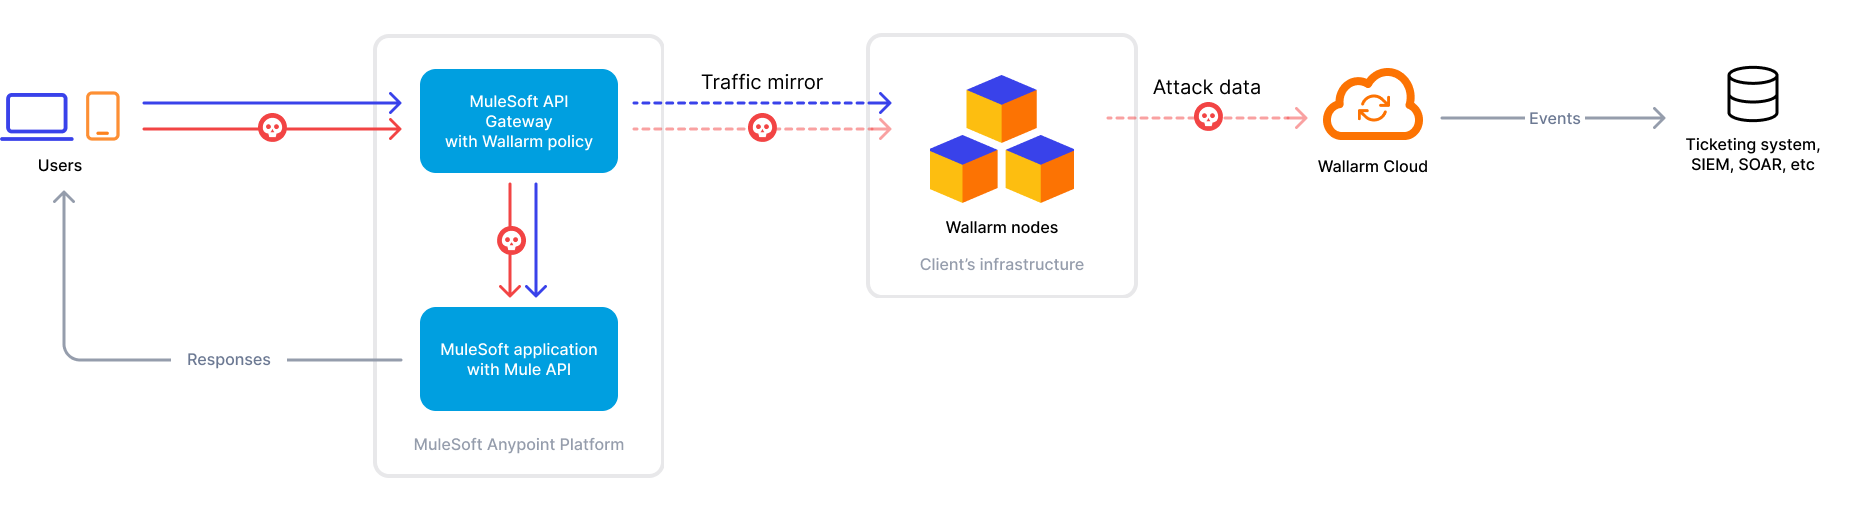 Users
MuleSoft API
Gateway
with Wallarm policy
Traffic mirror
Wallarm nodes
Client’s infrastructure
Attack data
Wallarm Cloud
Events
Ticketing system,
SIEM, SOAR, etc
Responses
MuleSoft application
with Mule API
MuleSoft Anypoint Platform